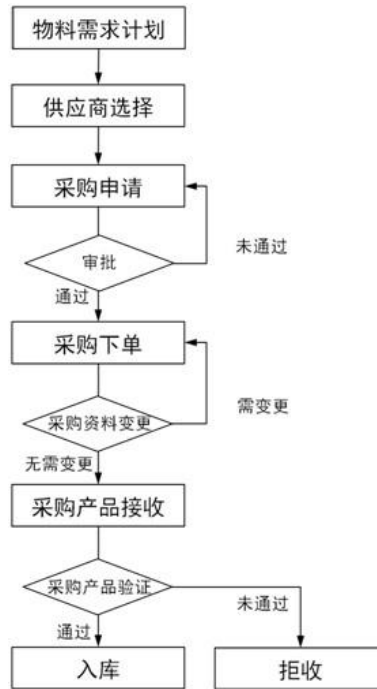 物料需求计划
供应商选择
采购申请
未通过
审批
通过
采购下单
需变更
采购资料变更
无需变更
采购产品接收
采购产品验证
未通过
通过
入库
拒收